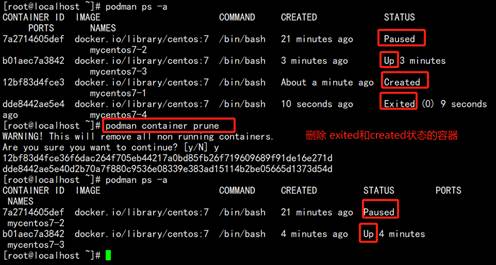 [root@localhost ~]# podman ps -a
CONTAINER ID  IMAGE                       COMMAND    CREATED             STATUS
      PORTS       NAMES
7a2714605def  docker.io/library/centos:7  /bin/bash  21 minutes ago      Paused
                  mycentos7-2
b01aec7a3842  docker.io/library/centos:7  /bin/bash  3 minutes ago       Up 3 minutes
                  mycentos7-3
12bf83d4fce3  docker.io/library/centos:7  /bin/bash  About a minute ago  Created
                  mycentos7-4
dde8442ae5e4  docker.io/library/centos:7  /bin/bash  10 seconds ago      Exited (0) 9 seconds
ago               mycentos7-4
[root@localhost ~]# podman container prune
WARNING! This will remove all non running containers. 删除 exited和created状态的容器
Are you sure you want to continue? [y/N] y
12bf83d4fce36f6dac264f705eb44217a0bd85fb26f719609689f91de16e271d
dde8442ae5e40d2b70a7f880c9536e08339e383ad15114b2be05665d1373d54d
[root@localhost ~]# podman ps -a
CONTAINER ID  IMAGE                       COMMAND    CREATED         STATUS        PORTS
      NAMES
7a2714605def  docker.io/library/centos:7  /bin/bash  21 minutes ago  Paused
      mycentos7-2
b01aec7a3842  docker.io/library/centos:7  /bin/bash  4 minutes ago   Up 4 minutes
      mycentos7-3
[root@localhost ~]#